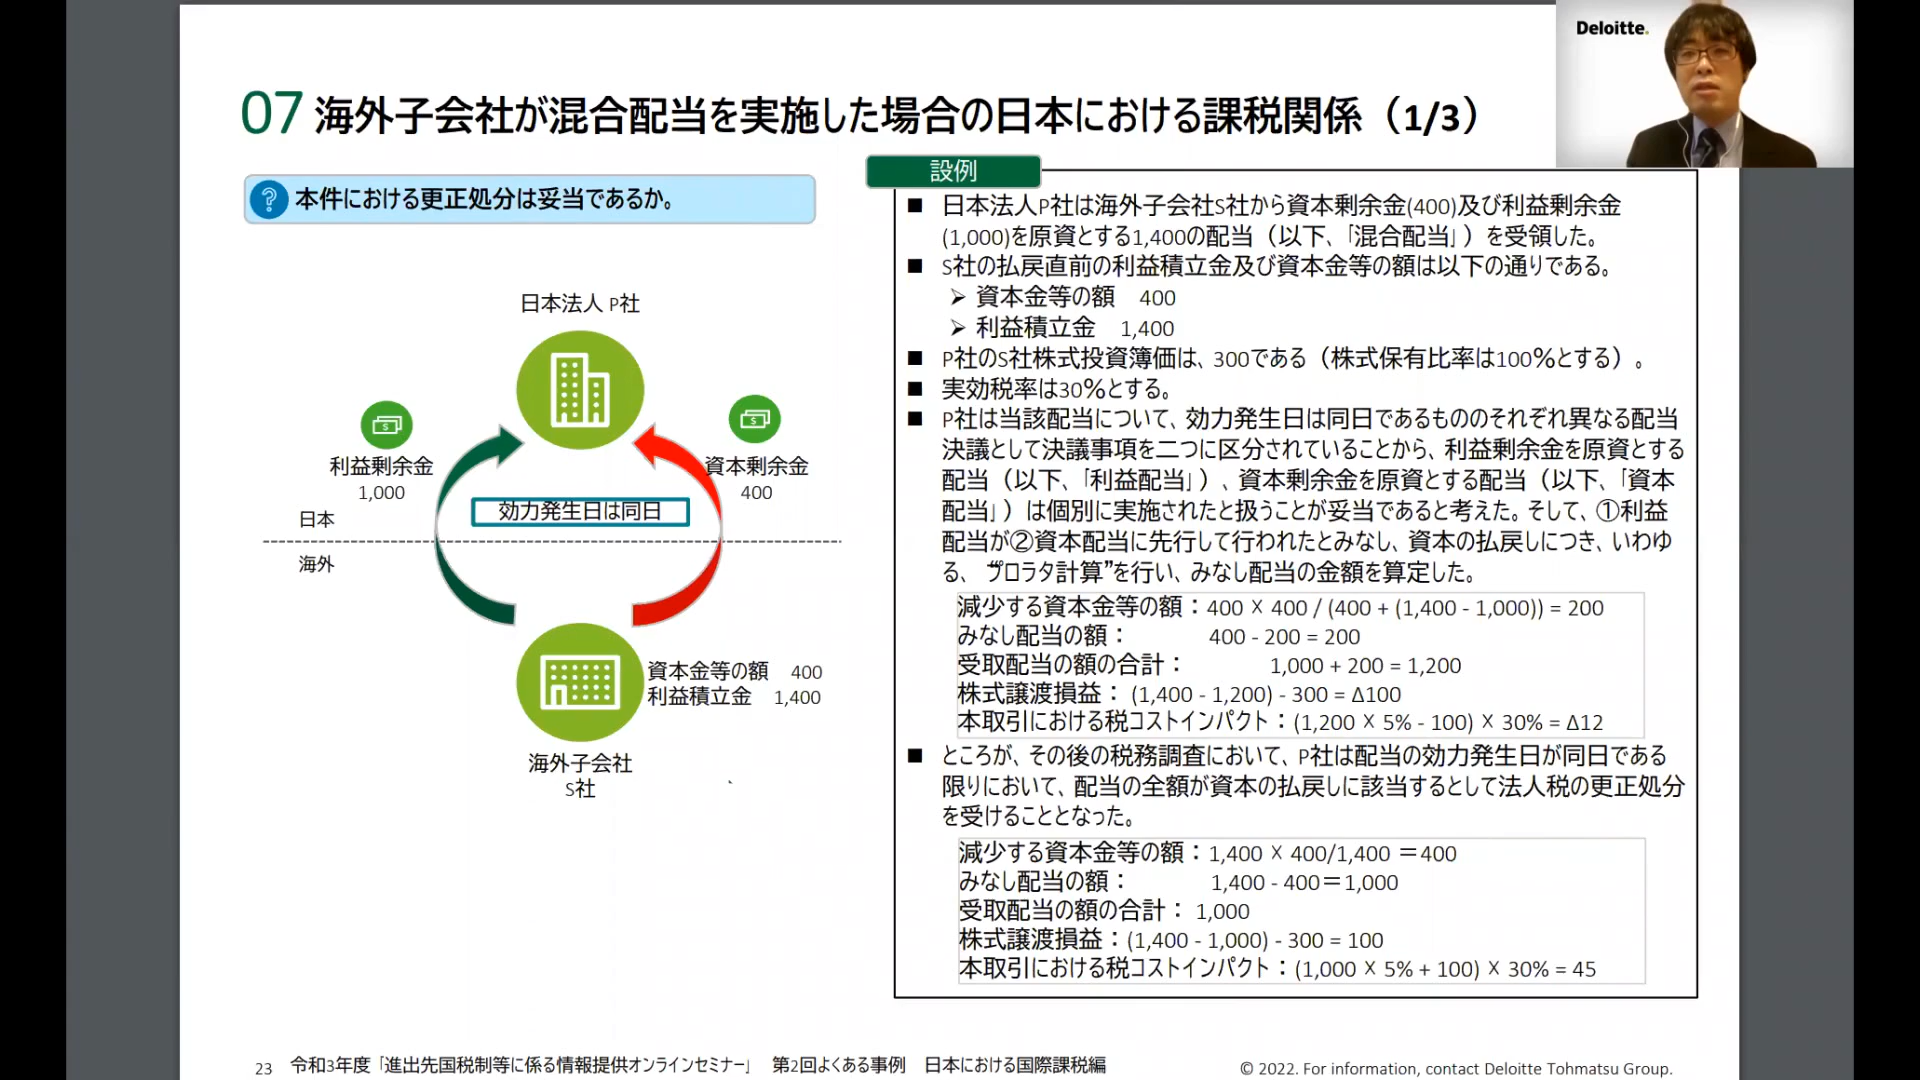 Deloitte.
07 海外子会社が混合配当を実施した場合の日本における課税関係（1/3）
? 本件における更正処分は妥当であるか。
日本法人 P社
利益剰余金
1,000
資本剰余金
400
効力発生日は同日
日本
海外
資本金等の額 400
利益積立金 1,400
海外子会社
S社
設例
■ 日本法人P社は海外子会社S社から資本剰余金(400)及び利益剰余金
(1,000)を原資とする1,400の配当（以下、「混合配当」）を受領した。
■ S社の払戻直前の利益積立金及び資本金等の額は以下の通りである。
➢ 資本金等の額 400
➢ 利益積立金 1,400
■ P社のS社株式投資簿価は、300である（株式保有比率は100%とする）。
■ 実効税率は30%とする。
■ P社は当該配当について、効力発生日は同日であるもののそれぞれ異なる配当
決議として決議事項を二つに区分されていることから、利益剰余金を原資とする
配当（以下、「利益配当」）、資本剰余金を原資とする配当（以下、「資本
配当」）は個別に実施されたと扱うことが妥当であると考えた。そして、①利益
配当が②資本配当に先行して行われたとみなし、資本の払戻しにつき、いわゆ
る、“プロラタ計算”を行い、みなし配当の金額を算定した。
減少する資本金等の額：400 × 400 / (400 + (1,400 - 1,000)) = 200
みなし配当の額： 400 - 200 = 200
受取配当の額の合計： 1,000 + 200 = 1,200
株式譲渡損益： (1,400 - 1,200) - 300 = Δ100
本取引における税コストインパクト：(1,200 × 5% - 100) × 30% = Δ12
■ ところが、その後の税務調査において、P社は配当の効力発生日が同日である
限りにおいて、配当の全額が資本の払戻しに該当するとして法人税の更正処分
を受けることとなった。
減少する資本金等の額：1,400 × 400/1,400 ＝400
みなし配当の額： 1,400 - 400＝1,000
受取配当の額の合計： 1,000
株式譲渡損益：(1,400 - 1,000) - 300 = 100
本取引における税コストインパクト：(1,000 × 5% + 100) × 30% = 45
23 令和3年度「進出先国税制等に係る情報提供オンラインセミナー」 第2回よくある事例 日本における国際課税編
© 2022. For information, contact Deloitte Tohmatsu Group.